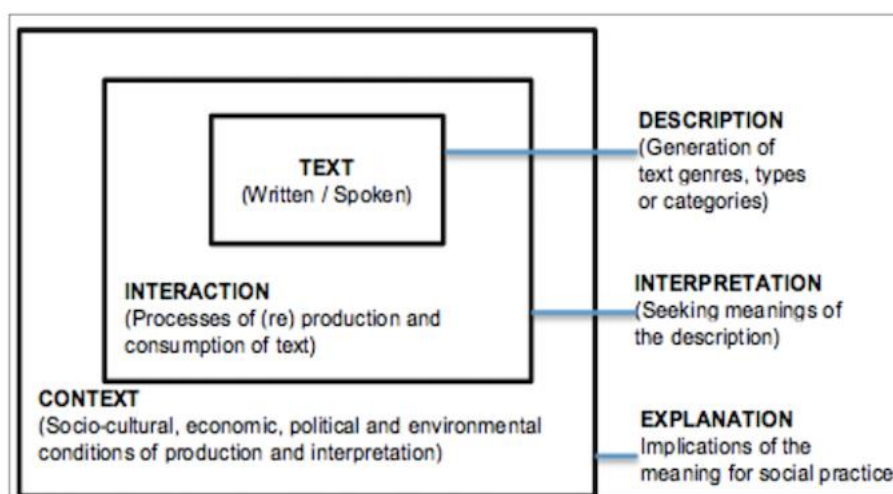 TEXT
(Written / Spoken)
INTERACTION
(Processes of (re) production and
consumption of text)
CONTEXT
(Socio-cultural, economic, political and environmental
conditions of production and interpretation)
DESCRIPTION
(Generation of
text genres, types
or categories)
INTERPRETATION
(Seeking meanings of
the description)
EXPLANATION
Implications of the
meaning for social practice